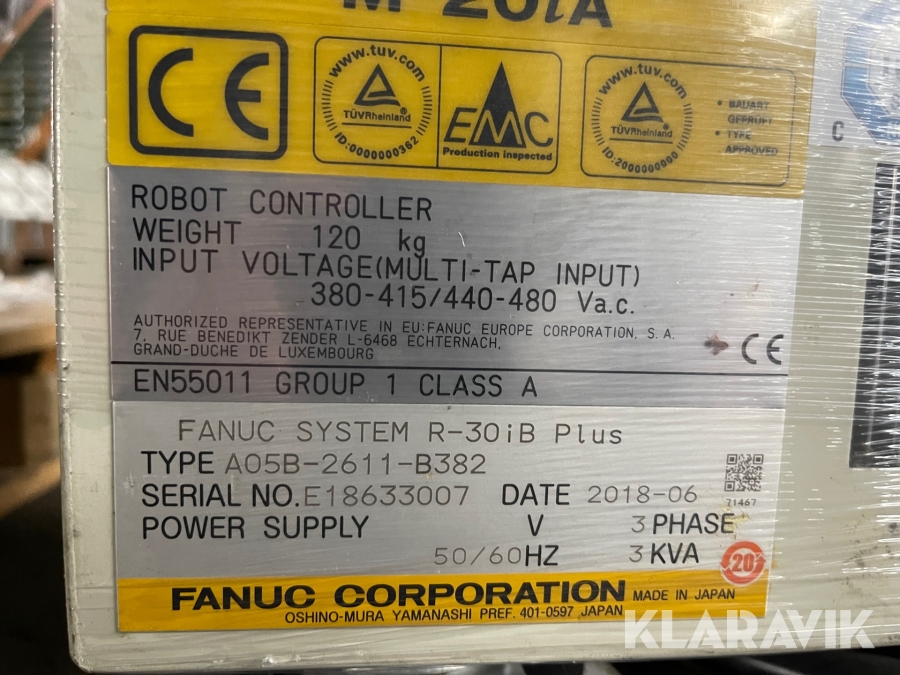 M-20iA
CE
www.tuv.com
TÜVRheinland
ID:0000000362
EMC
Production inspected
www.tuv.com
TÜVRheinland
ID:2000000900
• BAUART
GEPRÜFT
• TYPE
APPROVED
C
ROBOT CONTROLLER
WEIGHT 120 kg
INPUT VOLTAGE(MULTI-TAP INPUT)
380-415/440-480 Va.c.
AUTHORIZED REPRESENTATIVE IN EU:FANUC EUROPE CORPORATION, S. A.
7, RUE BENEDIKT ZENDER L-6468 ECHTERNACH,
GRAND-DUCHE DE LUXEMBOURG
CE
EN55011 GROUP 1 CLASS A
FANUC SYSTEM R-30iB Plus
TYPE A05B-2611-B382
SERIAL NO.E18633007 DATE 2018-06
71467
POWER SUPPLY V 3 PHASE
50/60HZ 3 KVA
20
FANUC CORPORATION MADE IN JAPAN
OSHINO-MURA YAMANASHI PREF. 401-0597 JAPAN
KLARAVIK